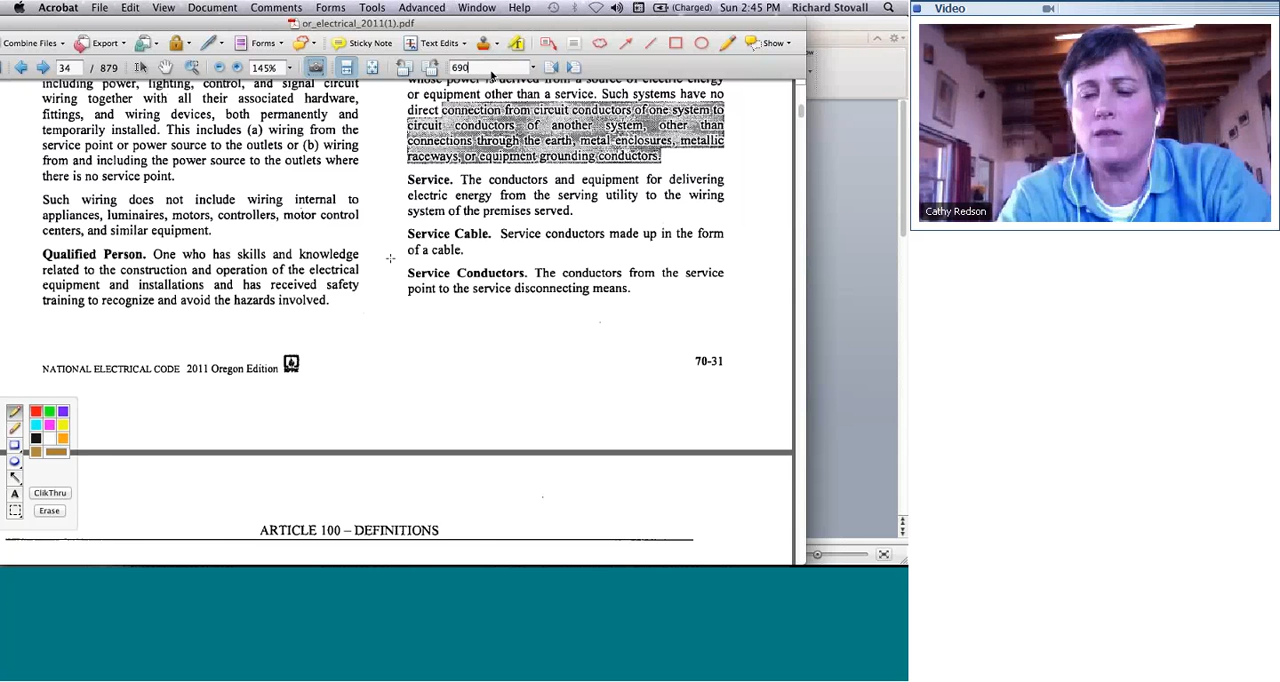 Acrobat File Edit View Document Comments Forms Tools Advanced Window Help (Charged) Sun 2:45 PM Richard Stovall
or_electrical_2011(1).pdf
Combine Files Export Forms Sticky Note Text Edits Show
34 / 879 145% 690
including power, lighting, control, and signal circuit
wiring together with all their associated hardware,
fittings, and wiring devices, both permanently and
temporarily installed. This includes (a) wiring from the
service point or power source to the outlets or (b) wiring
from and including the power source to the outlets where
there is no service point.
Such wiring does not include wiring internal to
appliances, luminaires, motors, controllers, motor control
centers, and similar equipment.
Qualified Person. One who has skills and knowledge
related to the construction and operation of the electrical
equipment and installations and has received safety
training to recognize and avoid the hazards involved.
whose power is derived from a source of electric energy
or equipment other than a service. Such systems have no
direct connection from circuit conductors of one system to
circuit conductors of another system, other than
connections through the earth, metal enclosures, metallic
raceways, or equipment grounding conductors.
Service. The conductors and equipment for delivering
electric energy from the serving utility to the wiring
system of the premises served.
Service Cable. Service conductors made up in the form
of a cable.
Service Conductors. The conductors from the service
point to the service disconnecting means.
NATIONAL ELECTRICAL CODE 2011 Oregon Edition
70-31
ARTICLE 100 – DEFINITIONS
A
ClikThru
Erase
Video
Cathy Redson